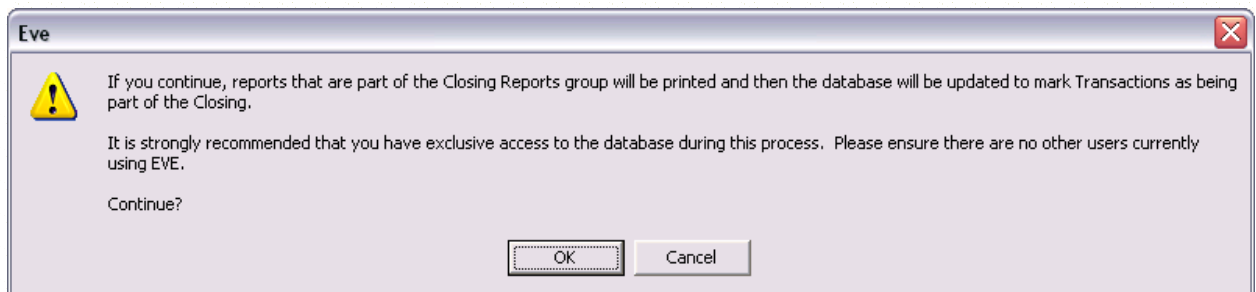 Eve
If you continue, reports that are part of the Closing Reports group will be printed and then the database will be updated to mark Transactions as being
part of the Closing.
It is strongly recommended that you have exclusive access to the database during this process.  Please ensure there are no other users currently
using EVE.
Continue?
OK
Cancel